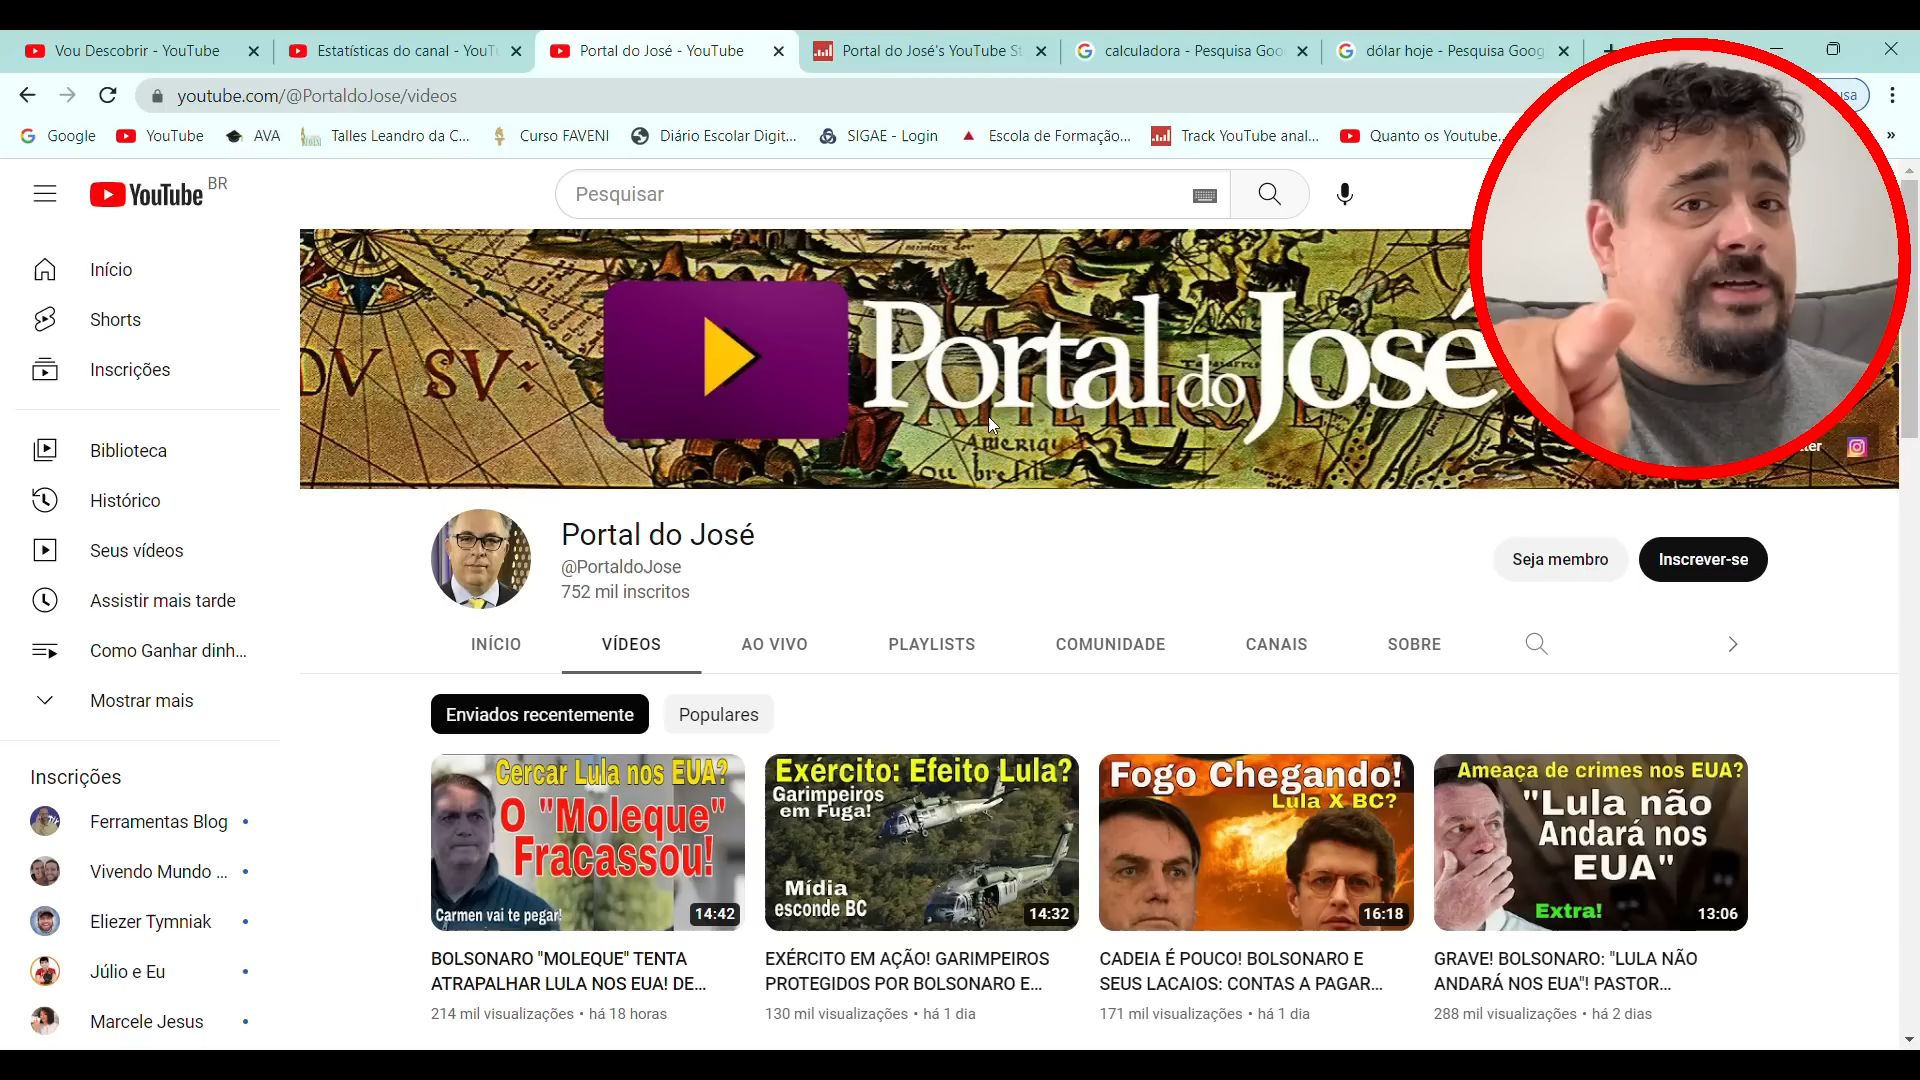 Vou Descobrir - YouTube
Estatísticas do canal - YouTu
Portal do José - YouTube
Portal do José's YouTube St
calculadora - Pesquisa Goo
dólar hoje - Pesquisa Goog
youtube.com/@PortaldoJose/videos
Google
YouTube
AVA
Talles Leandro da C...
Curso FAVENI
Diário Escolar Digit...
SIGAE - Login
Escola de Formação...
Track YouTube anal...
Quanto os Youtube...
YouTube BR
Pesquisar
Início
Shorts
Inscrições
Biblioteca
Histórico
Seus vídeos
Assistir mais tarde
Como Ganhar dinh...
Mostrar mais
Inscrições
Ferramentas Blog
Vivendo Mundo ...
Eliezer Tymniak
Júlio e Eu
Marcele Jesus
Portal do José
Portal do José
@PortaldoJose
752 mil inscritos
Seja membro
Inscrever-se
INÍCIO
VÍDEOS
AO VIVO
PLAYLISTS
COMUNIDADE
CANAIS
SOBRE
Enviados recentemente
Populares
Cercar Lula nos EUA?
O "Moleque"
Fracassou!
Carmen vai te pegar!
14:42
BOLSONARO "MOLEQUE" TENTA
ATRAPALHAR LULA NOS EUA! DE...
214 mil visualizações • há 18 horas
Exército: Efeito Lula?
Garimpeiros
em Fuga!
Mídia
esconde BC
14:32
EXÉRCITO EM AÇÃO! GARIMPEIROS
PROTEGIDOS POR BOLSONARO E...
130 mil visualizações • há 1 dia
Fogo Chegando!
Lula X BC?
16:18
CADEIA É POUCO! BOLSONARO E
SEUS LACAIOS: CONTAS A PAGAR...
171 mil visualizações • há 1 dia
Ameaça de crimes nos EUA?
"Lula não
Andará nos
EUA"
Extra!
13:06
GRAVE! BOLSONARO: "LULA NÃO
ANDARÁ NOS EUA"! PASTOR...
288 mil visualizações • há 2 dias